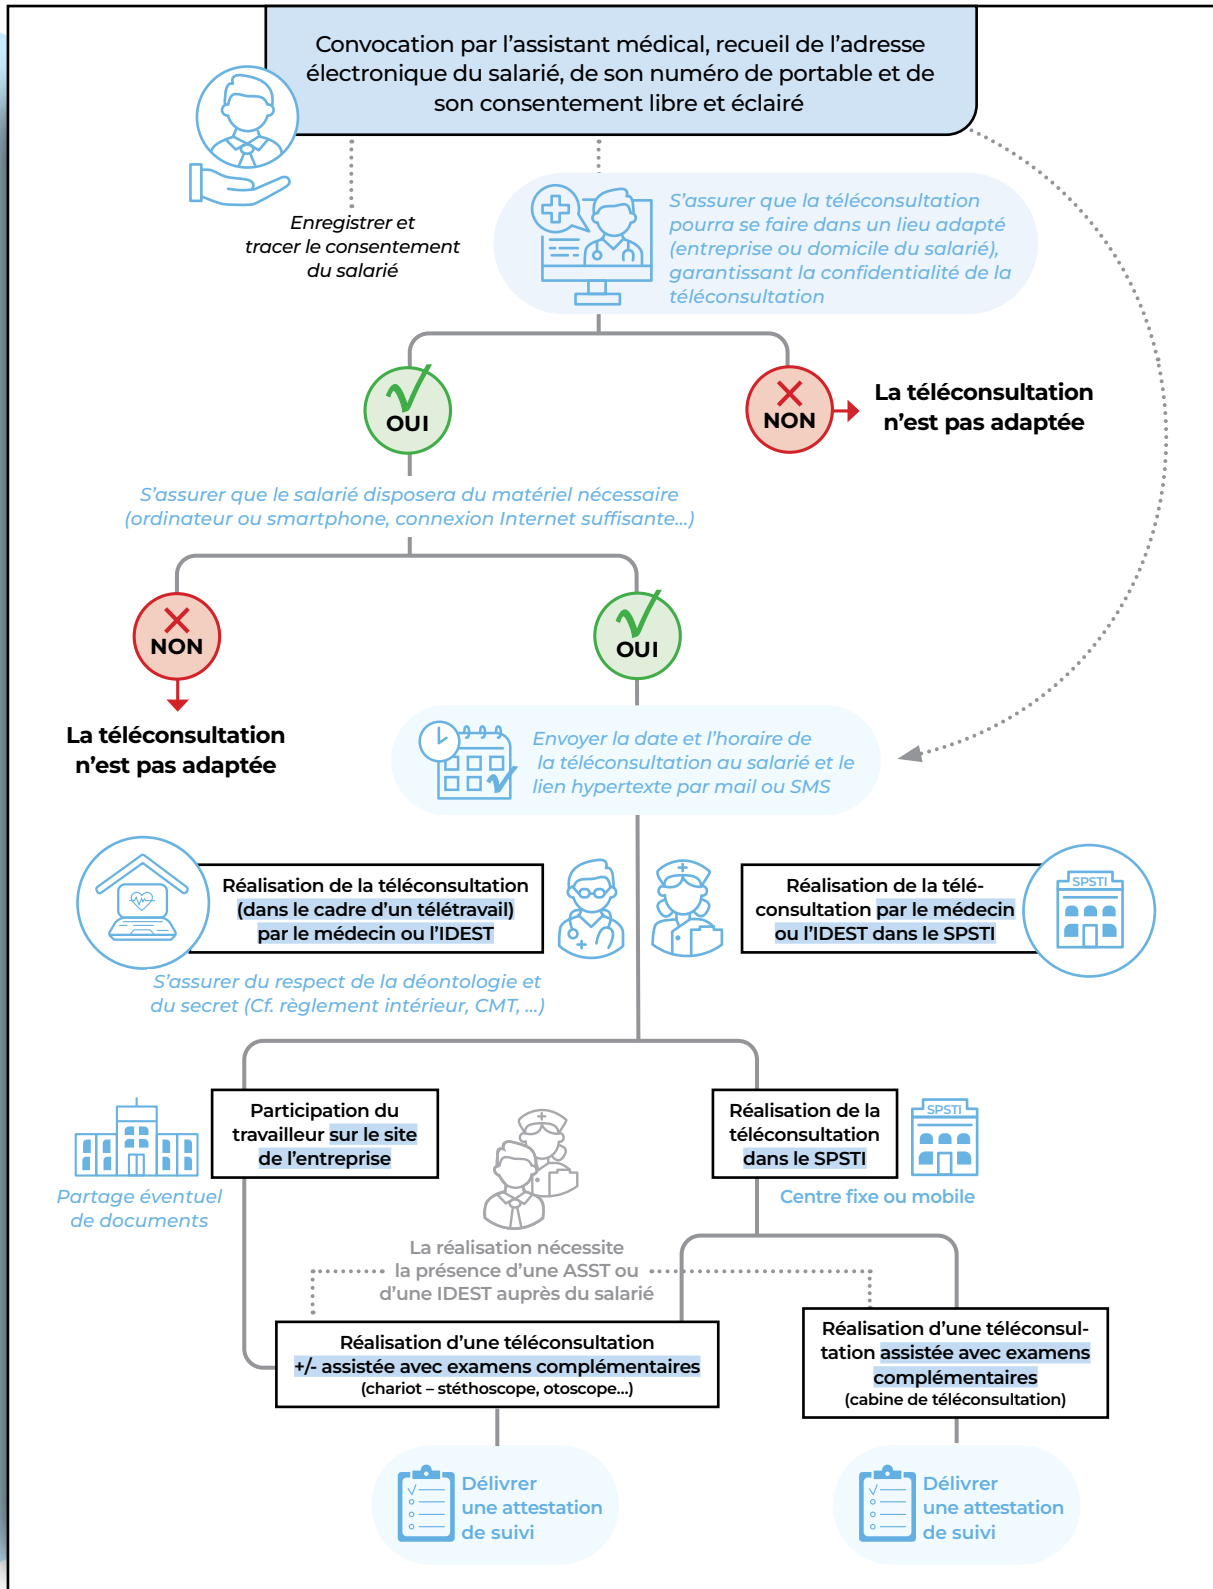 Convocation par l’assistant médical, recueil de l’adresse
électronique du salarié, de son numéro de portable et de
son consentement libre et éclairé
Enregistrer et
tracer le consentement
du salarié
S’assurer que la téléconsultation
pourra se faire dans un lieu adapté
(entreprise ou domicile du salarié),
garantissant la confidentialité de la
téléconsultation
OUI
NON
La téléconsultation
n’est pas adaptée
S’assurer que le salarié disposera du matériel nécessaire
(ordinateur ou smartphone, connexion Internet suffisante…)
NON
OUI
La téléconsultation
n’est pas adaptée
Envoyer la date et l’horaire de
la téléconsultation au salarié et le
lien hypertexte par mail ou SMS
Réalisation de la téléconsultation
(dans le cadre d’un télétravail)
par le médecin ou l’IDEST
Réalisation de la télé-
consultation par le médecin
ou l’IDEST dans le SPSTI
SPSTI
S’assurer du respect de la déontologie et
du secret (Cf. règlement intérieur, CMT, …)
Participation du
travailleur sur le site
de l’entreprise
Réalisation de la
téléconsultation
dans le SPSTI
SPSTI
Partage éventuel
de documents
Centre fixe ou mobile
La réalisation nécessite
la présence d’une ASST ou
d’une IDEST auprès du salarié
Réalisation d’une téléconsultation
+/- assistée avec examens complémentaires
(chariot – stéthoscope, otoscope…)
Réalisation d’une téléconsul-
tation assistée avec examens
complémentaires
(cabine de téléconsultation)
Délivrer
une attestation
de suivi
Délivrer
une attestation
de suivi